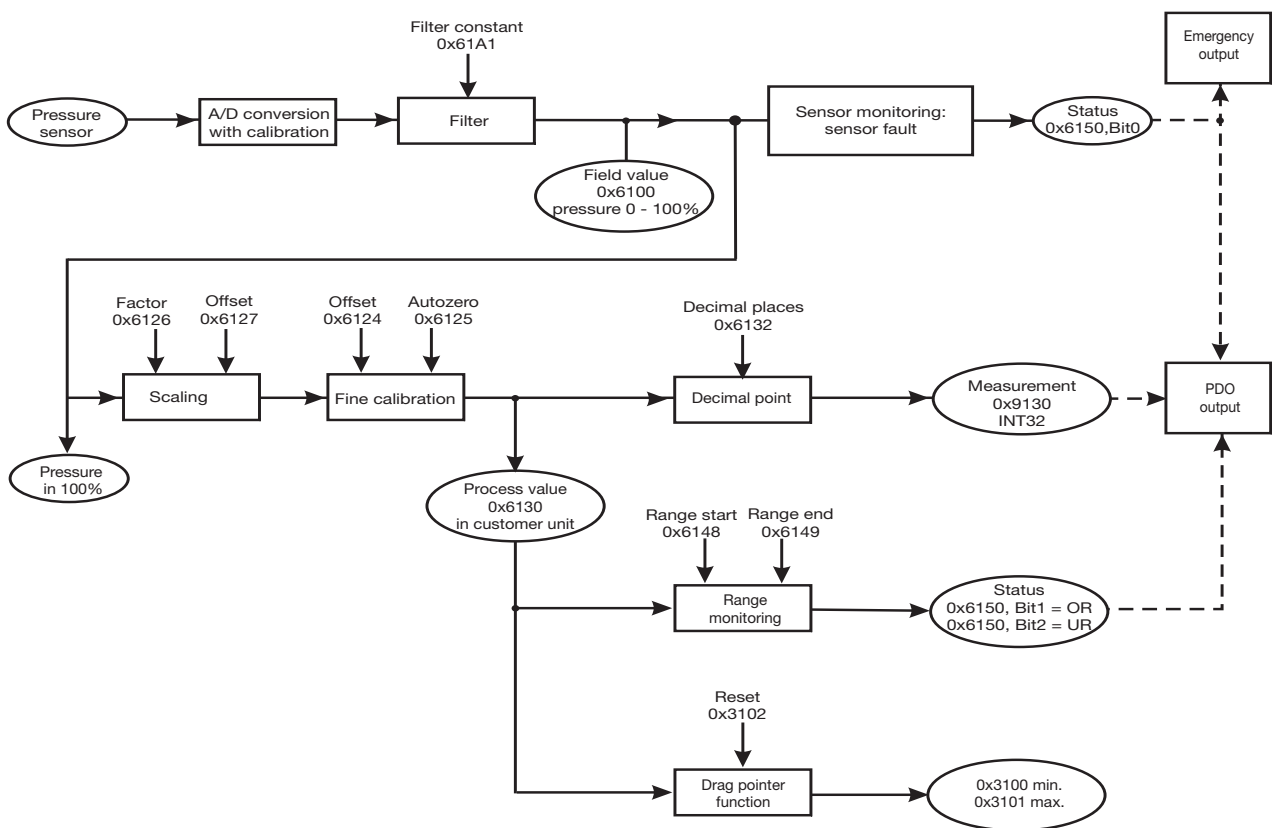 Filter constant
0x61A1
Emergency
output
Pressure
sensor
A/D conversion
with calibration
Filter
Sensor monitoring:
sensor fault
Status
0x6150,Bit0
Field value
0x6100
pressure 0 - 100%
Factor
0x6126
Offset
0x6127
Offset
0x6124
Autozero
0x6125
Decimal places
0x6132
Scaling
Fine calibration
Decimal point
Measurement
0x9130
INT32
PDO
output
Pressure
in 100%
Process value
0x6130
in customer unit
Range start
0x6148
Range end
0x6149
Range
monitoring
Status
0x6150, Bit1 = OR
0x6150, Bit2 = UR
Reset
0x3102
Drag pointer
function
0x3100 min.
0x3101 max.